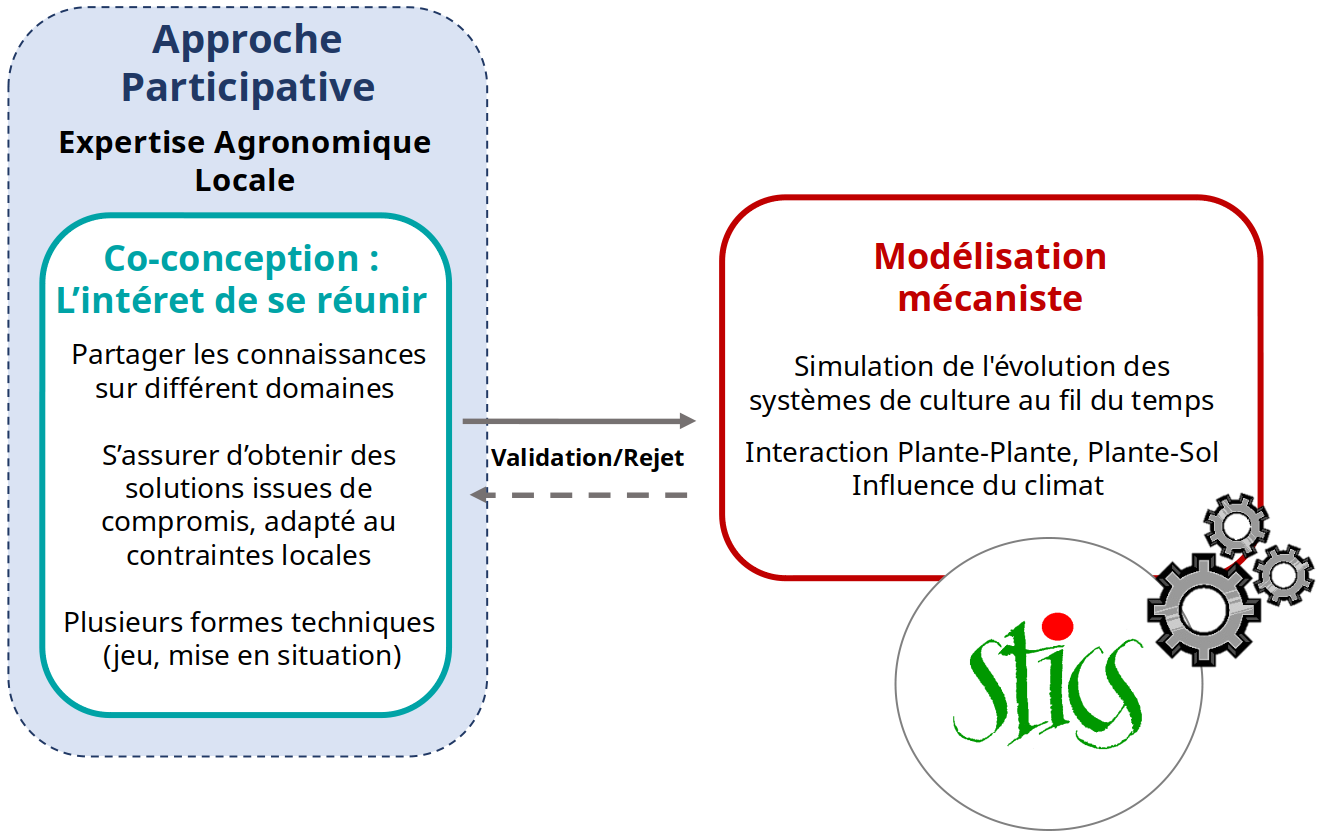 Approche
Participative
Expertise Agronomique
Locale
Co-conception :
L’intéret de se réunir
Partager les connaissances
sur différent domaines
S’assurer d’obtenir des
solutions issues de
compromis, adapté au
contraintes locales
Plusieurs formes techniques
(jeu, mise en situation)
Validation/Rejet
Modélisation
mécaniste
Simulation de l'évolution des
systèmes de culture au fil du temps
Interaction Plante-Plante, Plante-Sol
Influence du climat
stics